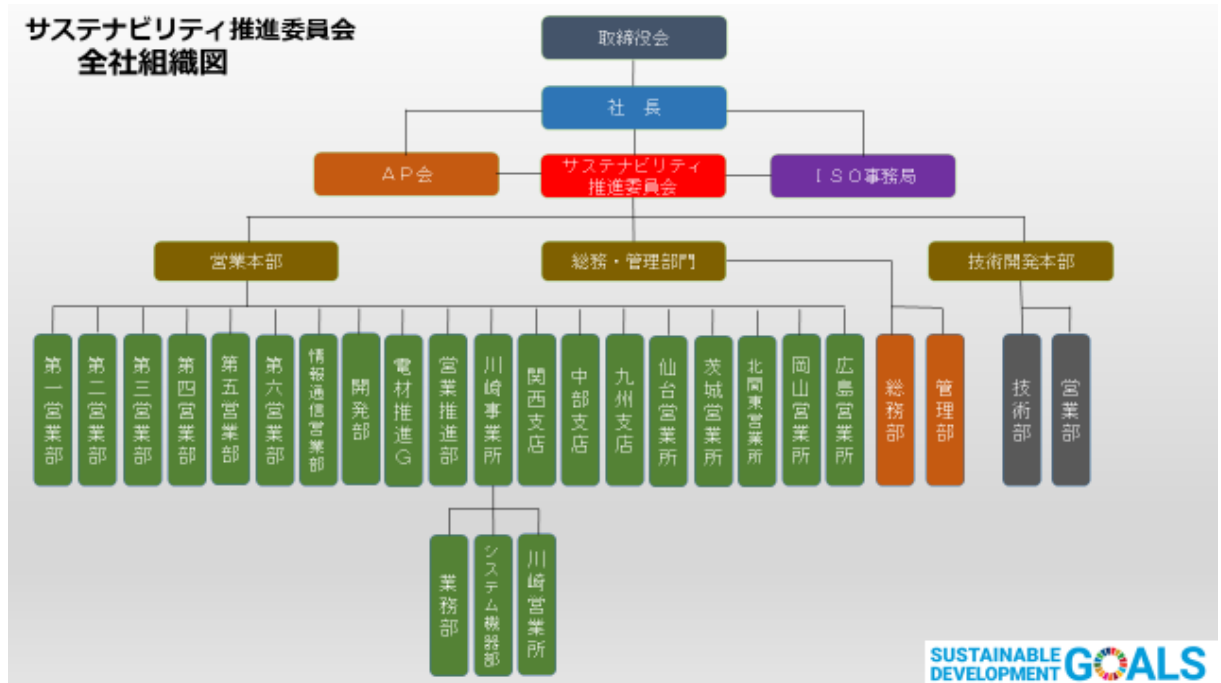 サステナビリティ推進委員会
全社組織図
取締役会
社 長
AP会
サステナビリティ
推進委員会
ISO事務局
営業本部
総務・管理部門
技術開発本部
第一営業部
第二営業部
第三営業部
第四営業部
第五営業部
第六営業部
情報通信営業部
開発部
電材推進G
営業推進部
川崎事業所
関西支店
中部支店
九州支店
仙台営業所
茨城営業所
北関東営業所
岡山営業所
広島営業所
総務部
管理部
技術部
営業部
業務部
システム機器部
川崎営業所
SUSTAINABLE
DEVELOPMENT
GOALS